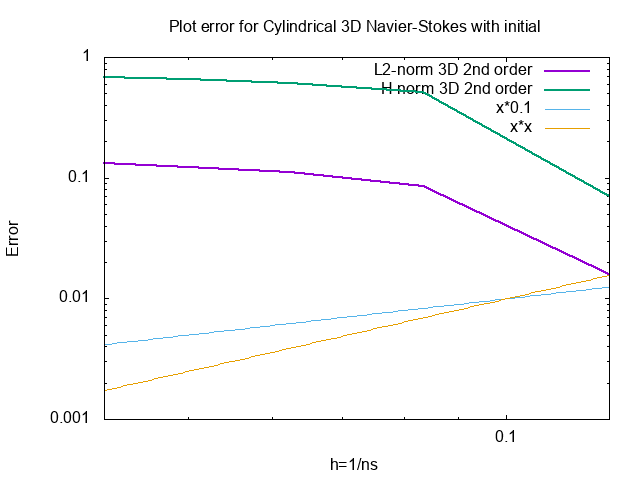 Plot error for Cylindrical 3D Navier-Stokes with initial
1
0.1
0.01
0.001
Error
L2-norm 3D 2nd order
H norm 3D 2nd order
x*0.1
x*x
0.1
h=1/ns